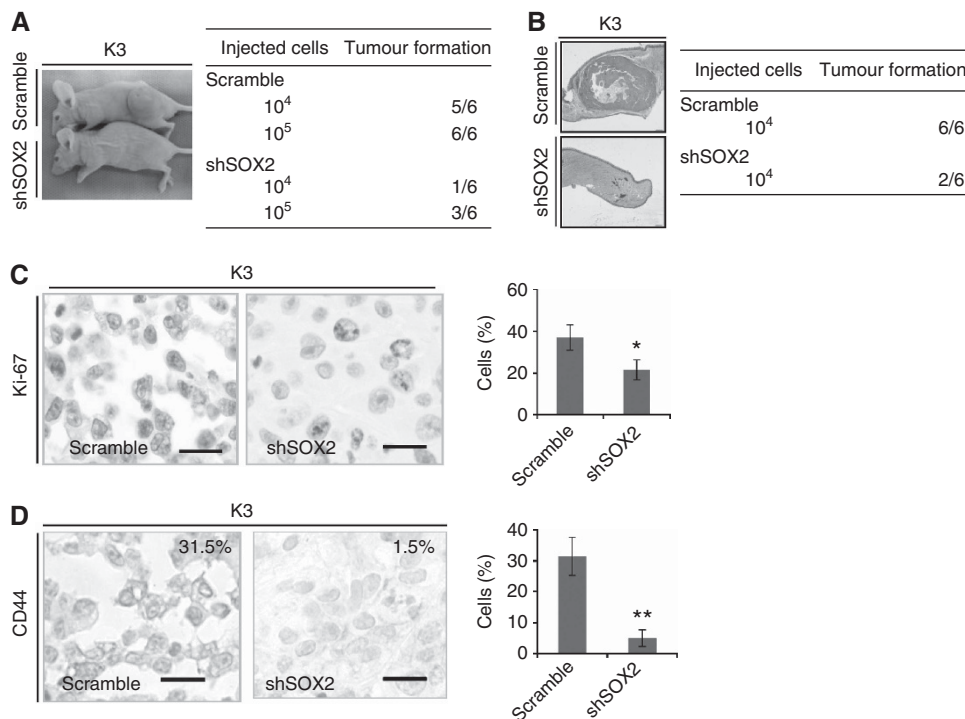 A
K3
Scramble
shSOX2
Injected cells Tumour formation
Scramble
10⁴ 5/6
10⁵ 6/6
shSOX2
10⁴ 1/6
10⁵ 3/6
B
K3
Scramble
shSOX2
Injected cells Tumour formation
Scramble
10⁴ 6/6
shSOX2
10⁴ 2/6
C
K3
Ki-67
Scramble
shSOX2
Cells (%)
60
40
20
0
*
Scramble
shSOX2
D
K3
CD44
31.5%
Scramble
1.5%
shSOX2
Cells (%)
40
30
20
10
0
**
Scramble
shSOX2